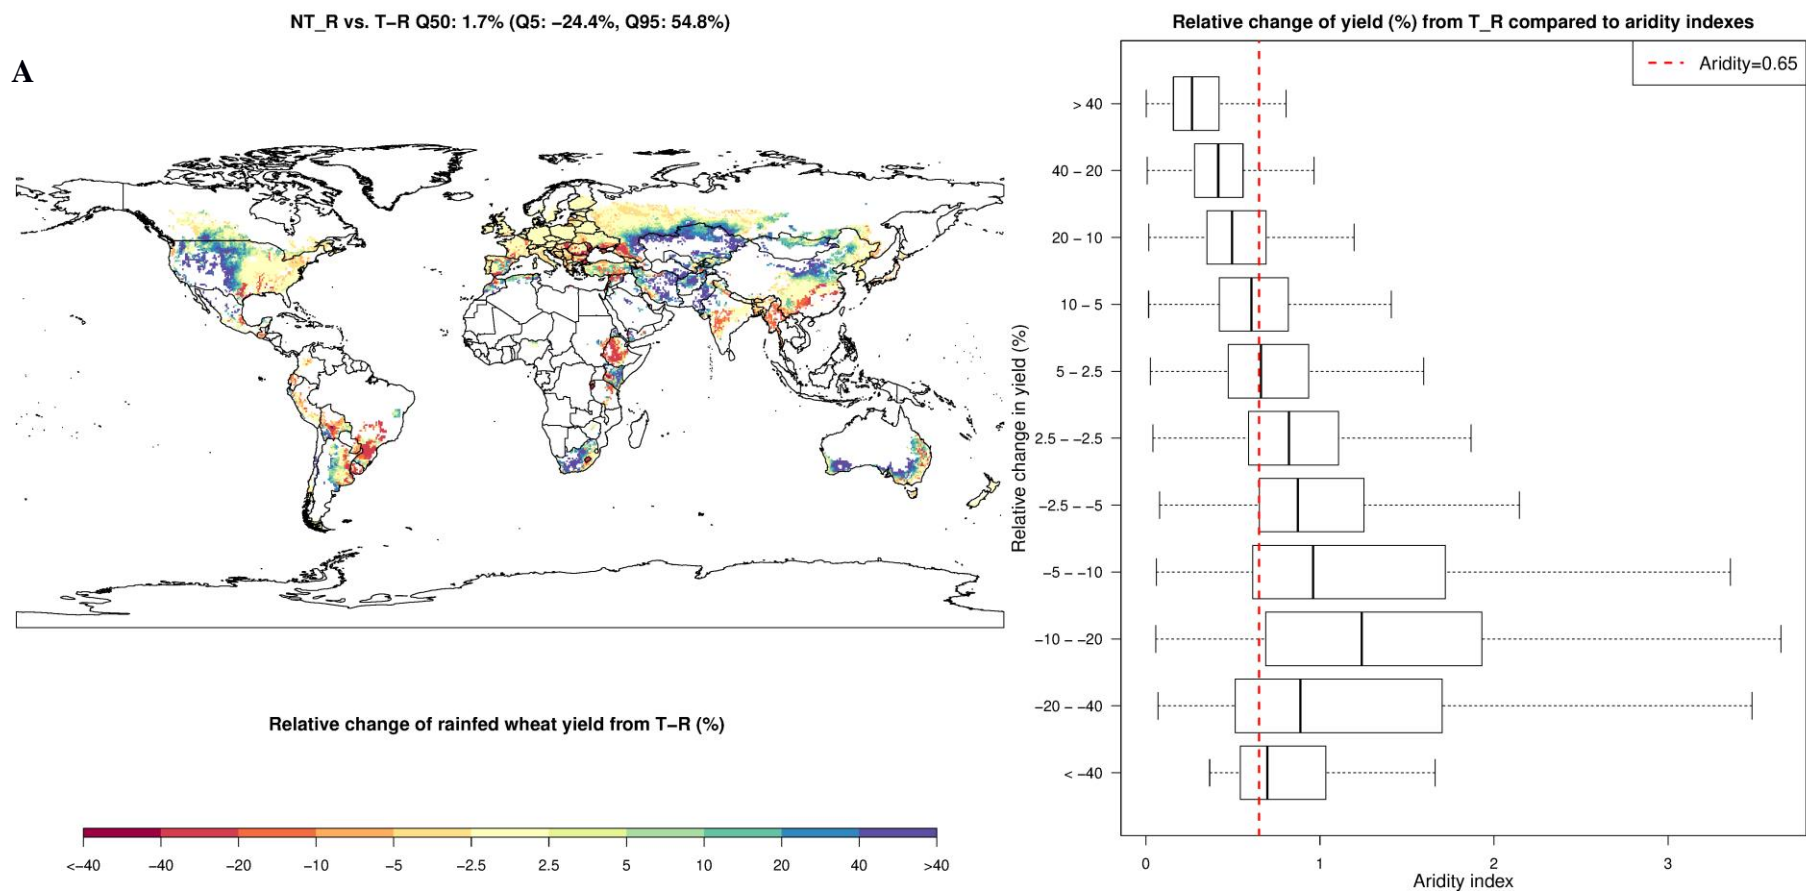 NT_R vs. T−R Q50: 1.7% (Q5: −24.4%, Q95: 54.8%)
A
Relative change of rainfed wheat yield from T−R (%)
<−40 −40 −20 −10 −5 −2.5 2.5 5 10 20 40 >40
Relative change of yield (%) from T_R compared to aridity indexes
Aridity=0.65
Relative change in yield (%)
> 40
40 − 20
20 − 10
10 − 5
5 − 2.5
2.5 − −2.5
−2.5 − −5
−5 − −10
−10 − −20
−20 − −40
< −40
0 1 2 3
Aridity index